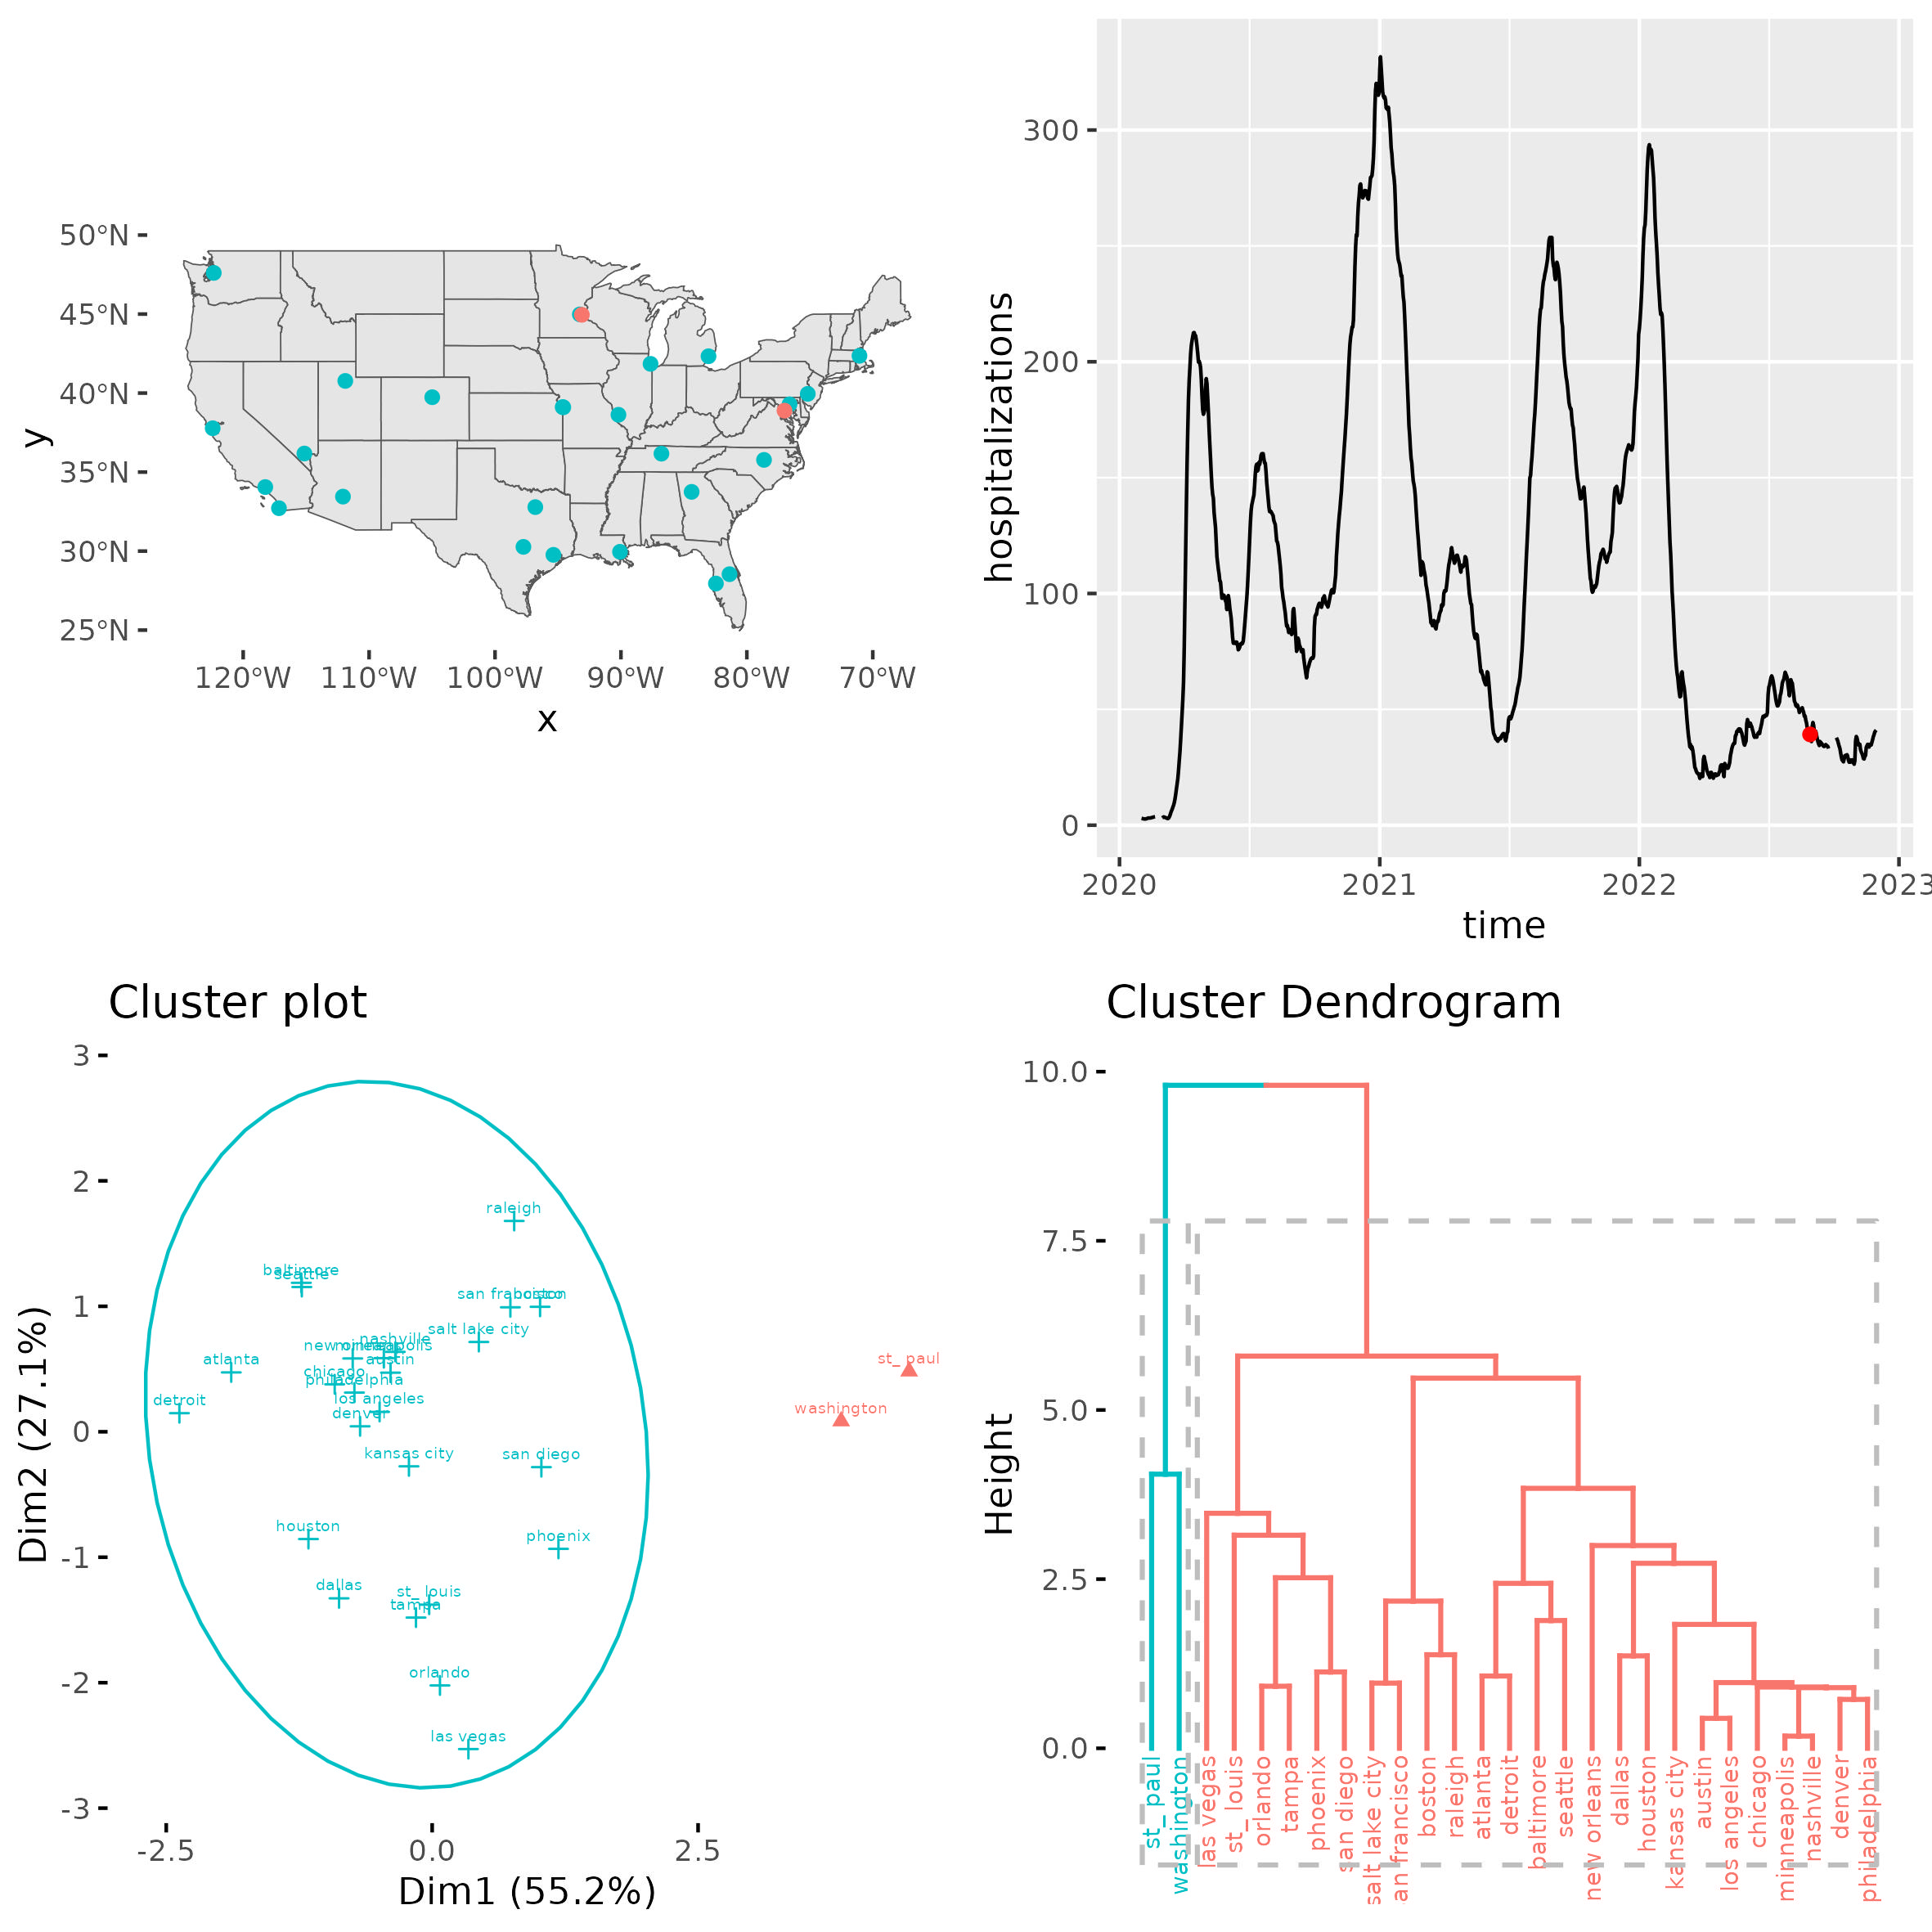 50°N
45°N
40°N
35°N
30°N
25°N
y
120°W 110°W 100°W 90°W 80°W 70°W
x
300
200
100
0
hospitalizations
2020 2021 2022 2023
time
Cluster plot
3
2
1
0
-1
-2
-3
Dim2 (27.1%)
raleigh
baltimore
seattle
san francisco
boston
salt lake city
nashville
new orleans
minneapolis
atlanta
austin
chicago
philadelphia
detroit
los angeles
denver
kansas city
san diego
houston
phoenix
dallas
st_louis
tampa
orlando
las vegas
st_paul
washington
-2.5 0.0 2.5
Dim1 (55.2%)
Cluster Dendrogram
10.0
7.5
5.0
2.5
0.0
Height
st_paul
washington
las vegas
st_louis
orlando
tampa
phoenix
san diego
salt lake city
an francisco
boston
raleigh
atlanta
detroit
baltimore
seattle
new orleans
dallas
houston
kansas city
austin
los angeles
chicago
minneapolis
nashville
denver
philadelphia